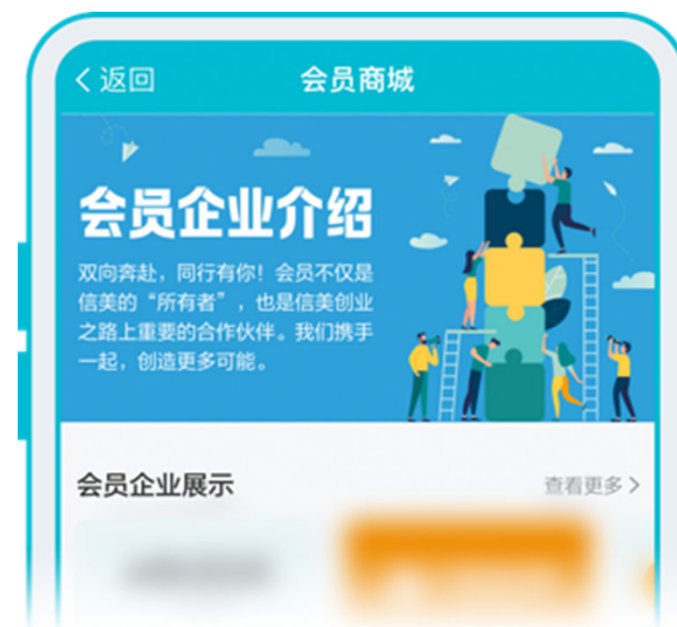 返回
会员商城
会员企业介绍
双向奔赴，同行有你！会员不仅是
信美的“所有者”，也是信美创业
之路上重要的合作伙伴。我们携手
一起，创造更多可能。
会员企业展示
查看更多